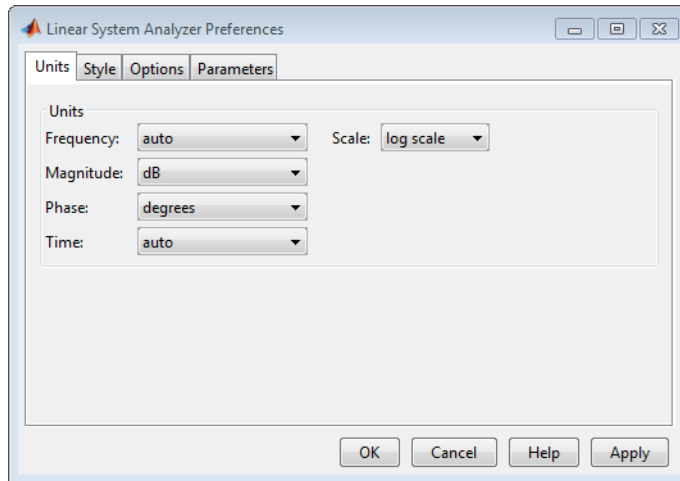 Linear System Analyzer Preferences
Units Style Options Parameters
Units
Frequency: auto Scale: log scale
Magnitude: dB
Phase: degrees
Time: auto
OK Cancel Help Apply